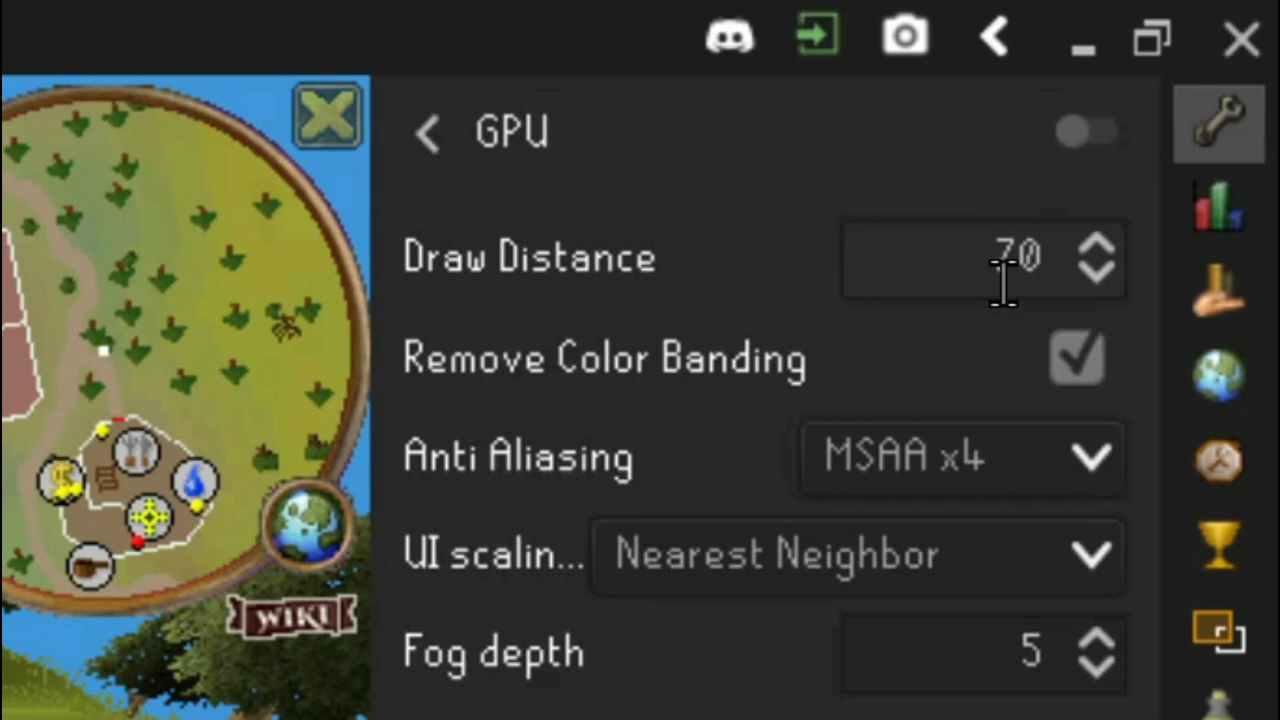 GPU
Draw Distance 70
Remove Color Banding
Anti Aliasing MSAA x4
UI scalin... Nearest Neighbor
WIKI
Fog depth 5